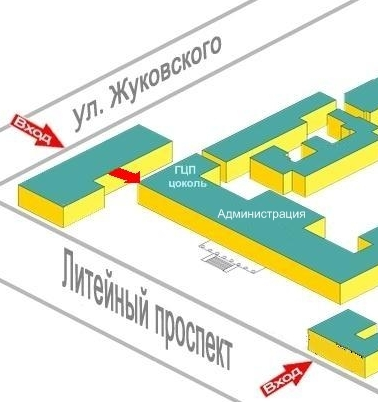 ул. Жуковского
Вход
ГЦП
цоколь
Администрация
Литейный проспект
Вход